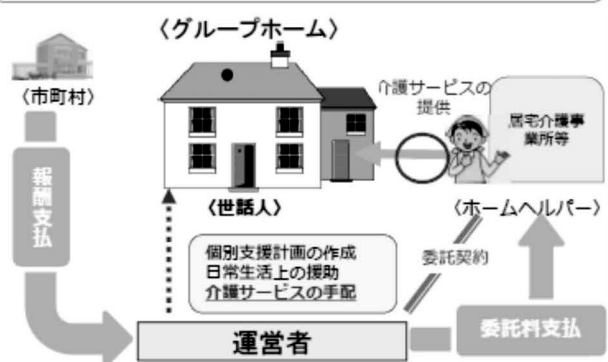 〈グループホーム〉
〈市町村〉
介護サービスの
提供
居宅介護事
業所等
報酬支払
〈世話人〉
〈ホームヘルパー〉
個別支援計画の作成
日常生活上の援助
介護サービスの手配
委託契約
委託料支払
運営者